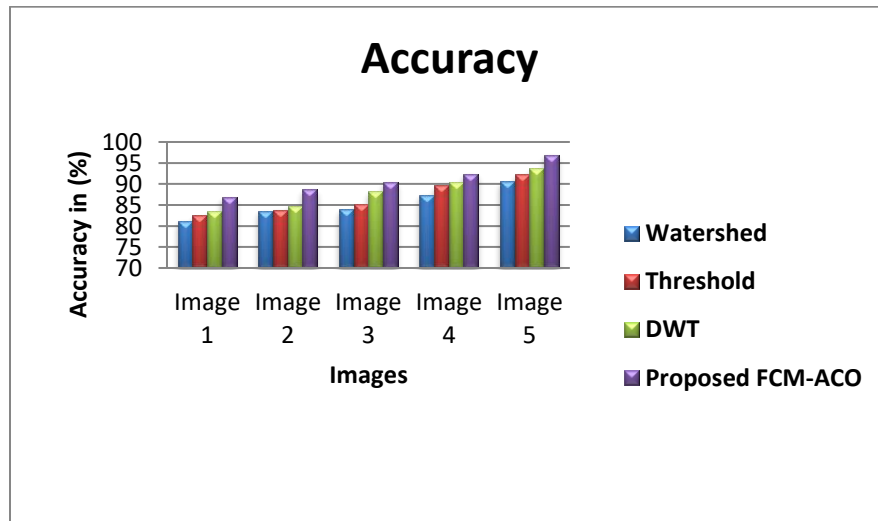 Accuracy
Accuracy in (%)
100
95
90
85
80
75
70
Image 1
Image 2
Image 3
Image 4
Image 5
Images
Watershed
Threshold
DWT
Proposed FCM-ACO